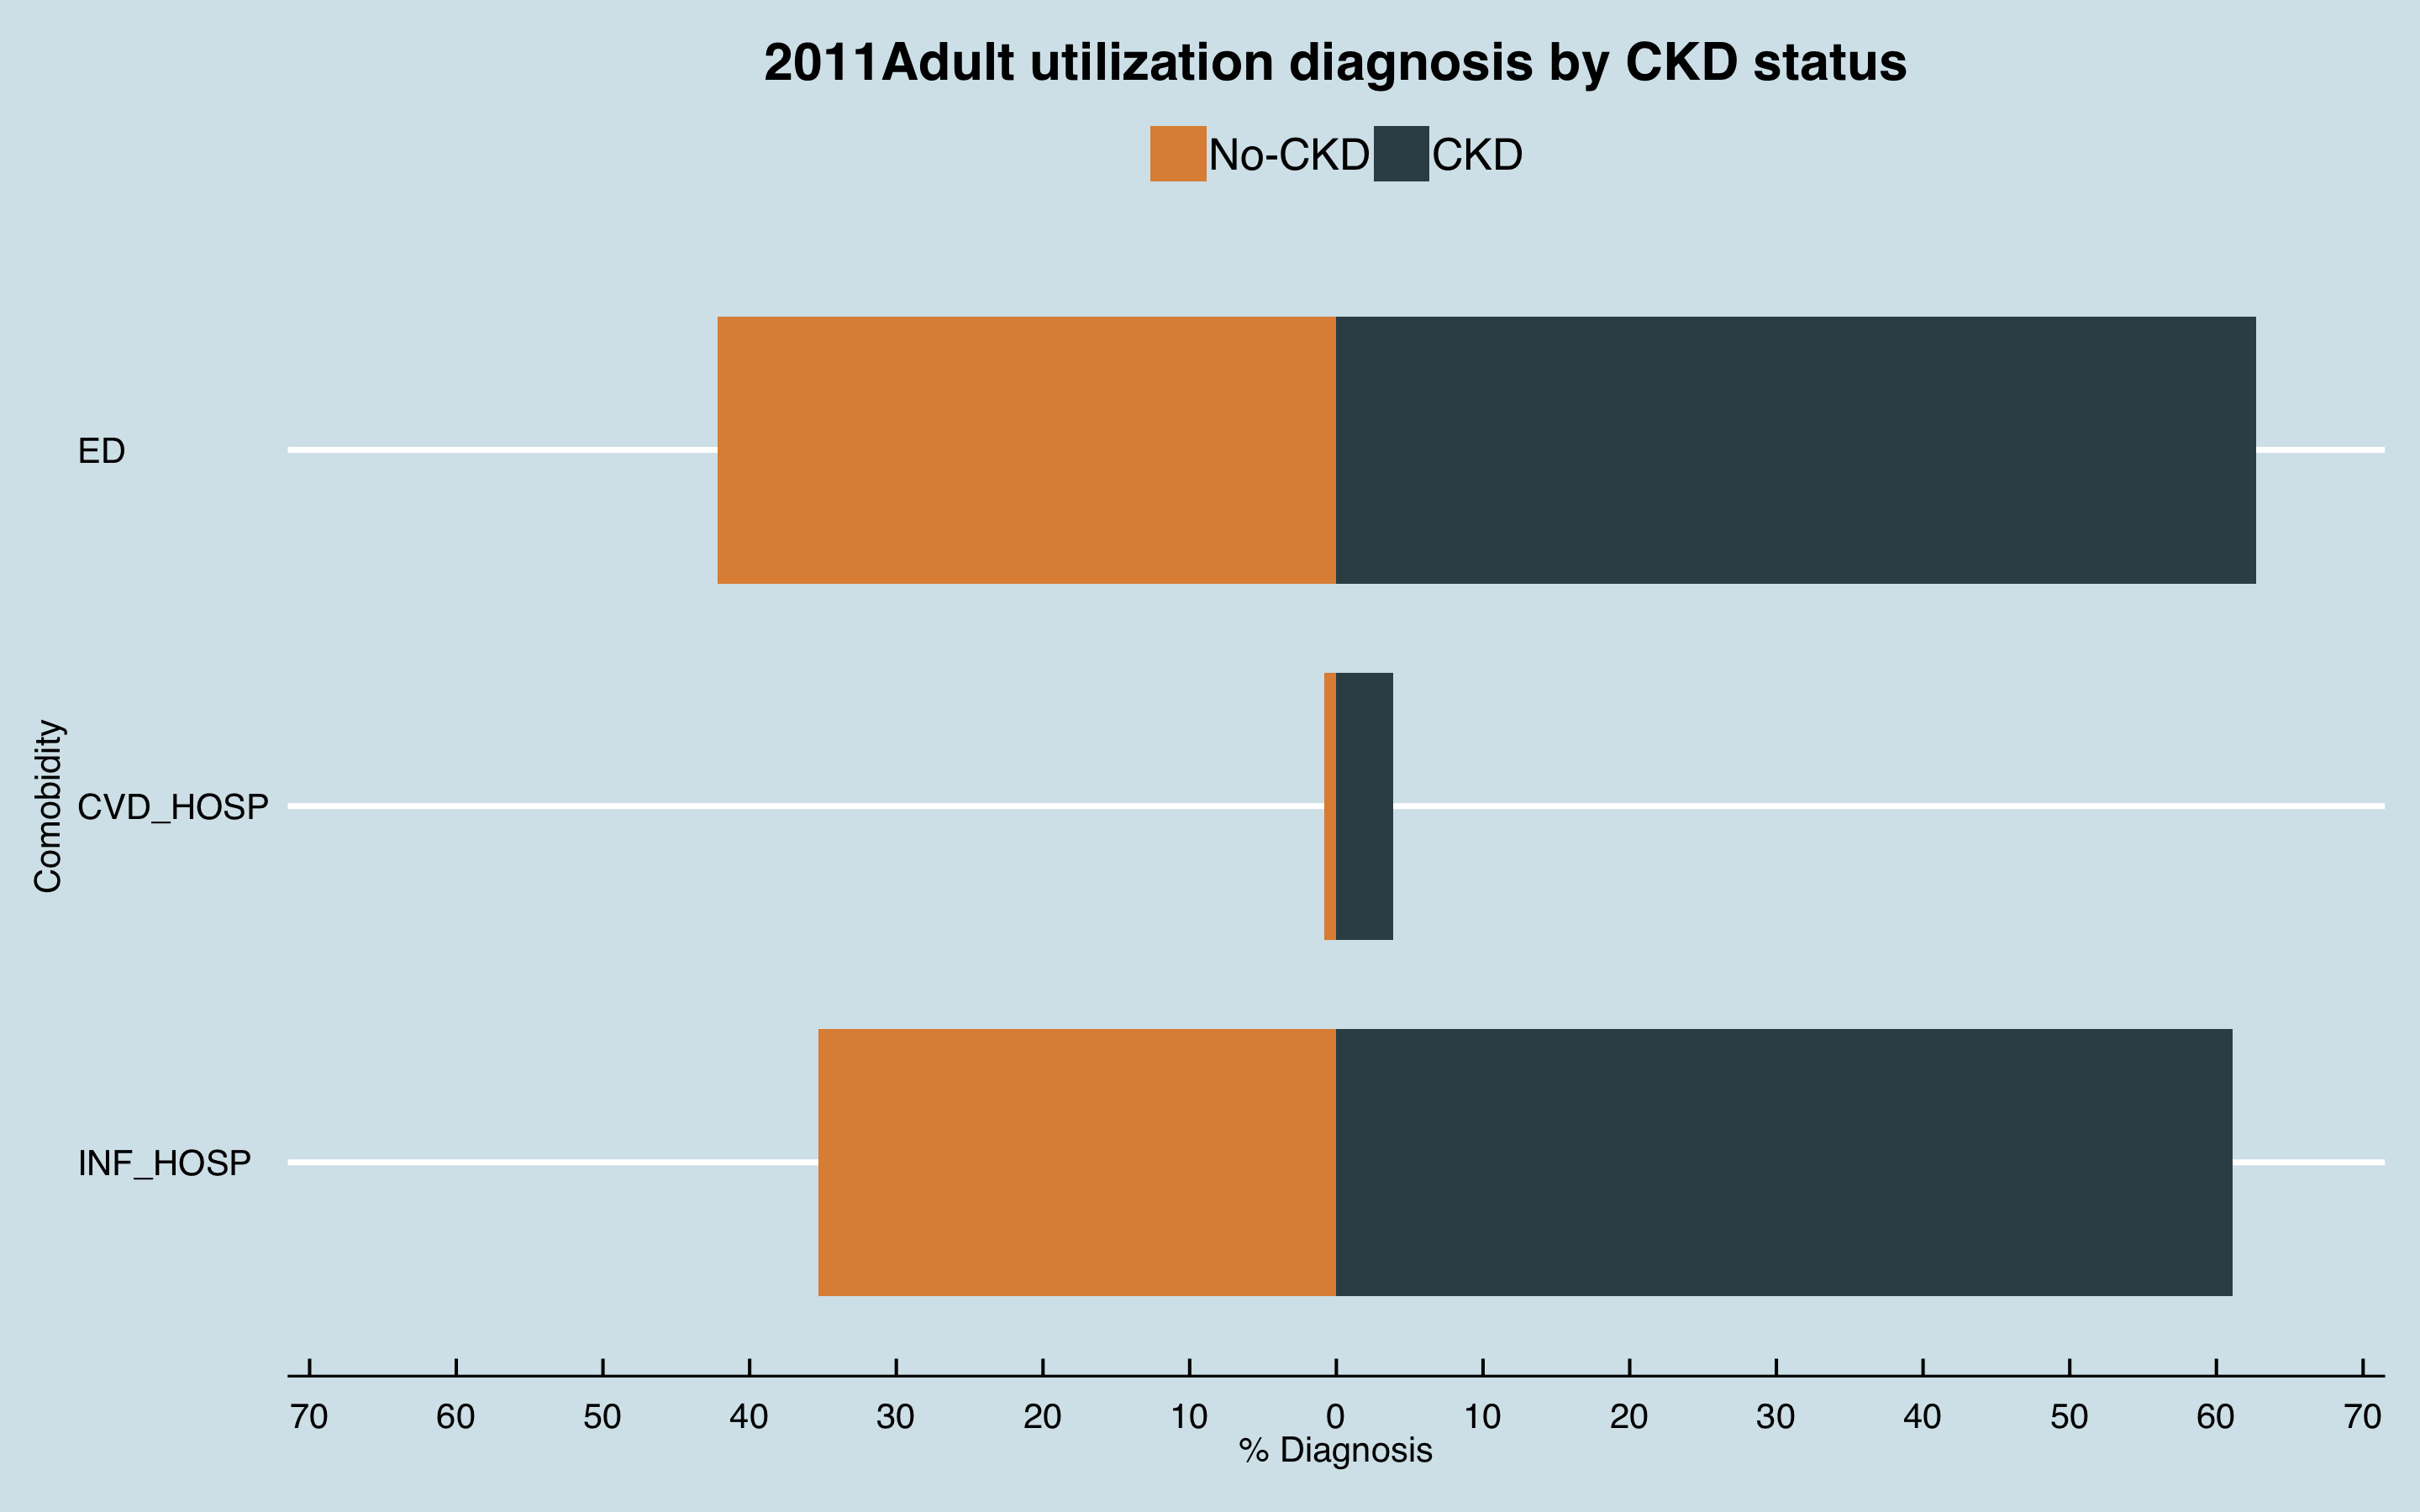 2011Adult utilization diagnosis by CKD status
No-CKD CKD
ED
CVD_HOSP
INF_HOSP
Comobidity
70 60 50 40 30 20 10 0 10 20 30 40 50 60 70
% Diagnosis